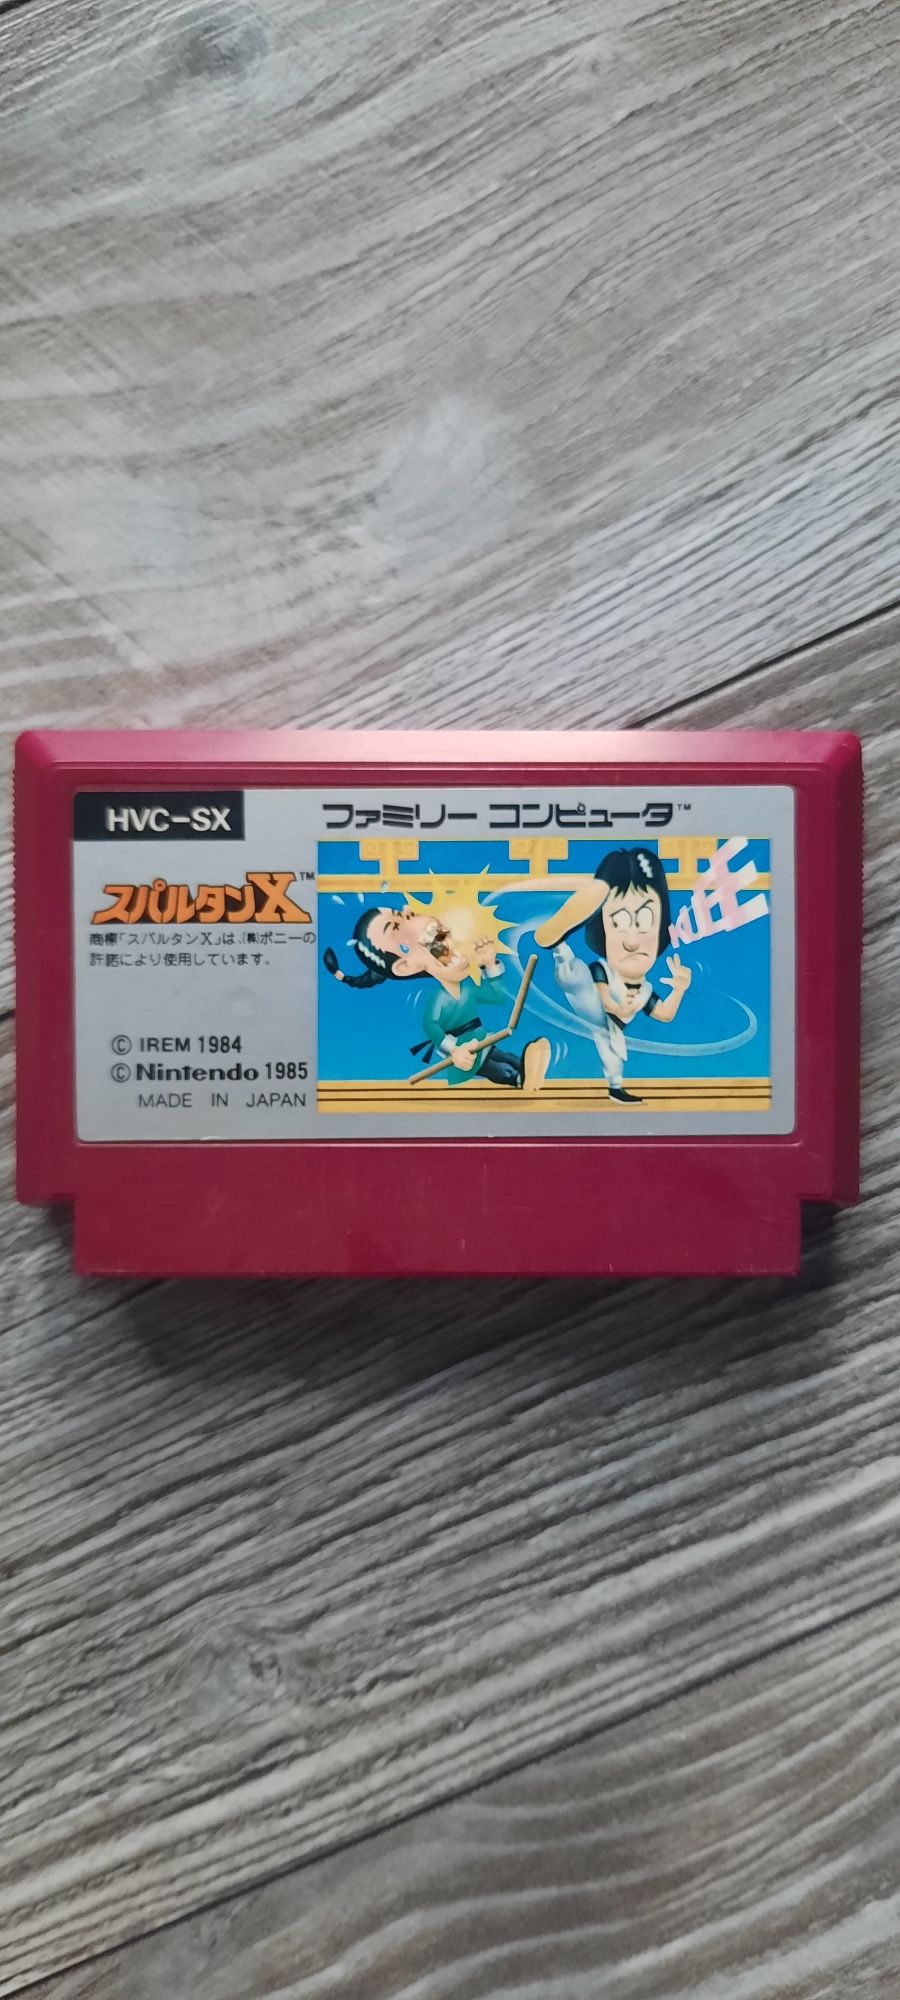 HVC-SX
ファミリー コンピュータ™
スパルタンX™
商標「スパルタンX」は、(株)ポニーの
許諾により使用しています。
© IREM 1984
© Nintendo 1985
MADE IN JAPAN